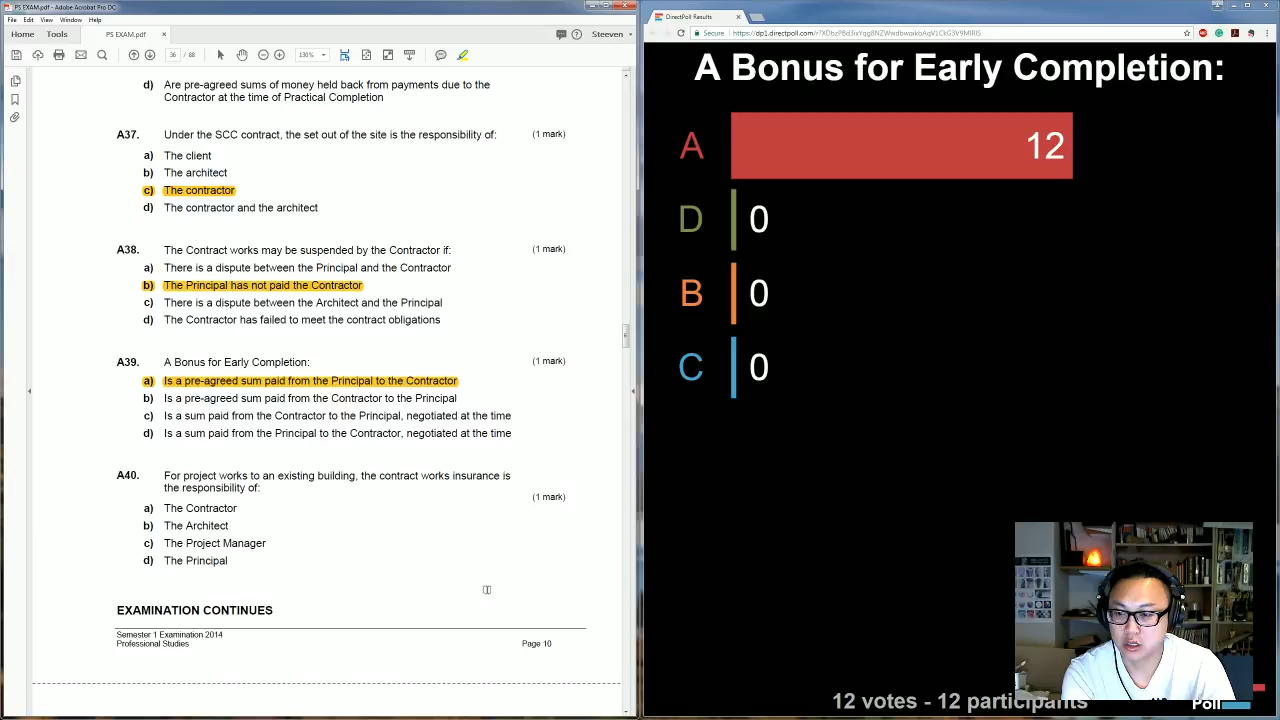 PS EXAM.pdf - Adobe Acrobat Pro DC
File Edit View Window Help
Home Tools PS EXAM.pdf × Steeven
36 / 88 130%
d) Are pre-agreed sums of money held back from payments due to the
Contractor at the time of Practical Completion
A37. Under the SCC contract, the set out of the site is the responsibility of: (1 mark)
a) The client
b) The architect
c) The contractor
d) The contractor and the architect
A38. The Contract works may be suspended by the Contractor if: (1 mark)
a) There is a dispute between the Principal and the Contractor
b) The Principal has not paid the Contractor
c) There is a dispute between the Architect and the Principal
d) The Contractor has failed to meet the contract obligations
A39. A Bonus for Early Completion: (1 mark)
a) Is a pre-agreed sum paid from the Principal to the Contractor
b) Is a pre-agreed sum paid from the Contractor to the Principal
c) Is a sum paid from the Contractor to the Principal, negotiated at the time
d) Is a sum paid from the Principal to the Contractor, negotiated at the time
A40. For project works to an existing building, the contract works insurance is
the responsibility of:
(1 mark)
a) The Contractor
b) The Architect
c) The Project Manager
d) The Principal
EXAMINATION CONTINUES
Semester 1 Examination 2014
Professional Studies Page 10
DirectPoll Results
Secure
A Bonus for Early Completion:
A 12
D 0
B 0
C 0
12 votes - 12 participants
Poll